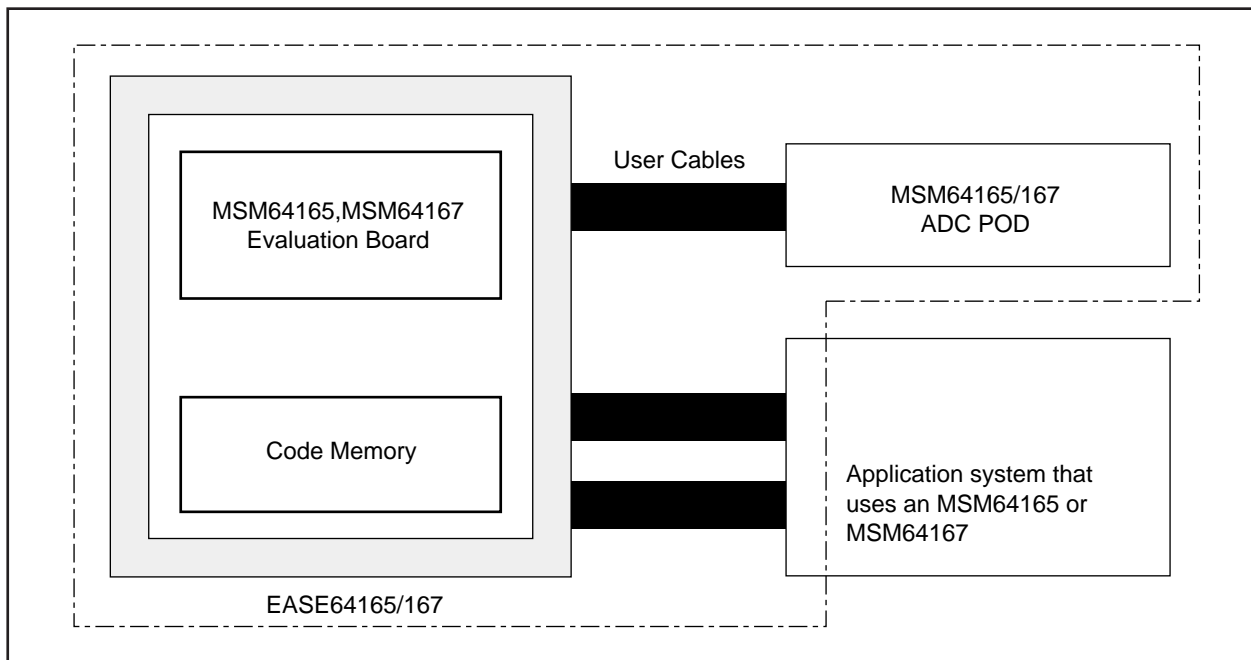 User Cables
MSM64165,MSM64167
Evaluation Board
MSM64165/167
ADC POD
Code Memory
Application system that
uses an MSM64165 or
MSM64167
EASE64165/167